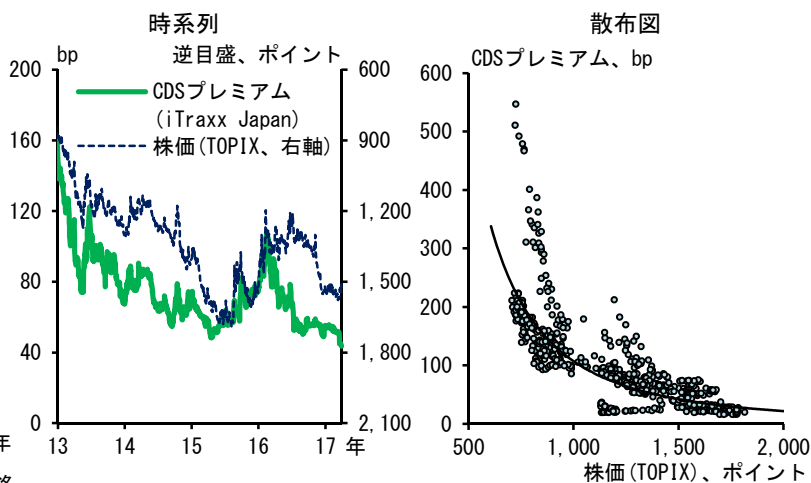 時系列
bp 逆目盛、ポイント
200 600
CDSプレミアム
(iTraxx Japan)
株価(TOPIX、右軸)
160 900
120 1,200
80 1,500
40 1,800
0 2,100
13 14 15 16 17 年
年
散布図
CDSプレミアム、bp
600
500
400
300
200
100
0
500 1,000 1,500 2,000
株価(TOPIX)、ポイント